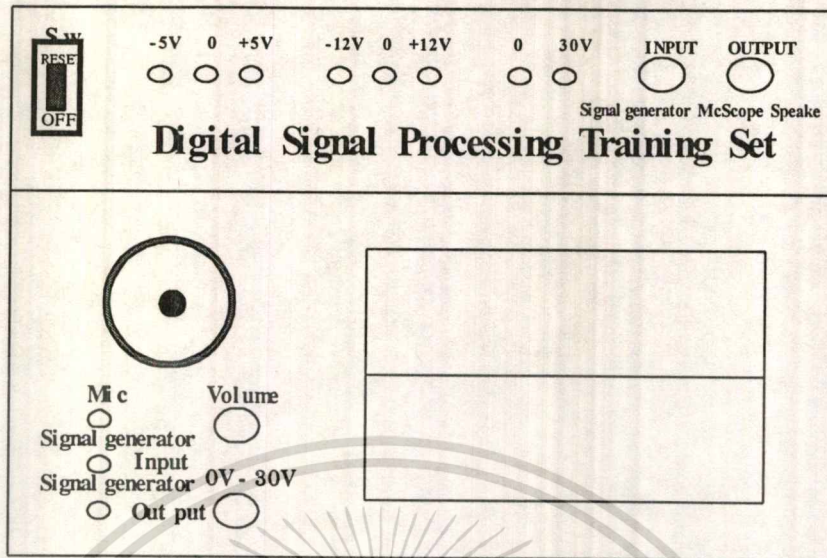 Sw
RESET
OFF
-5V 0 +5V -12V 0 +12V 0 30V INPUT OUTPUT
Signal generator McScope Speake
Digital Signal Processing Training Set
Mic Volume
Signal generator
Input
Signal generator 0V - 30V
Out put